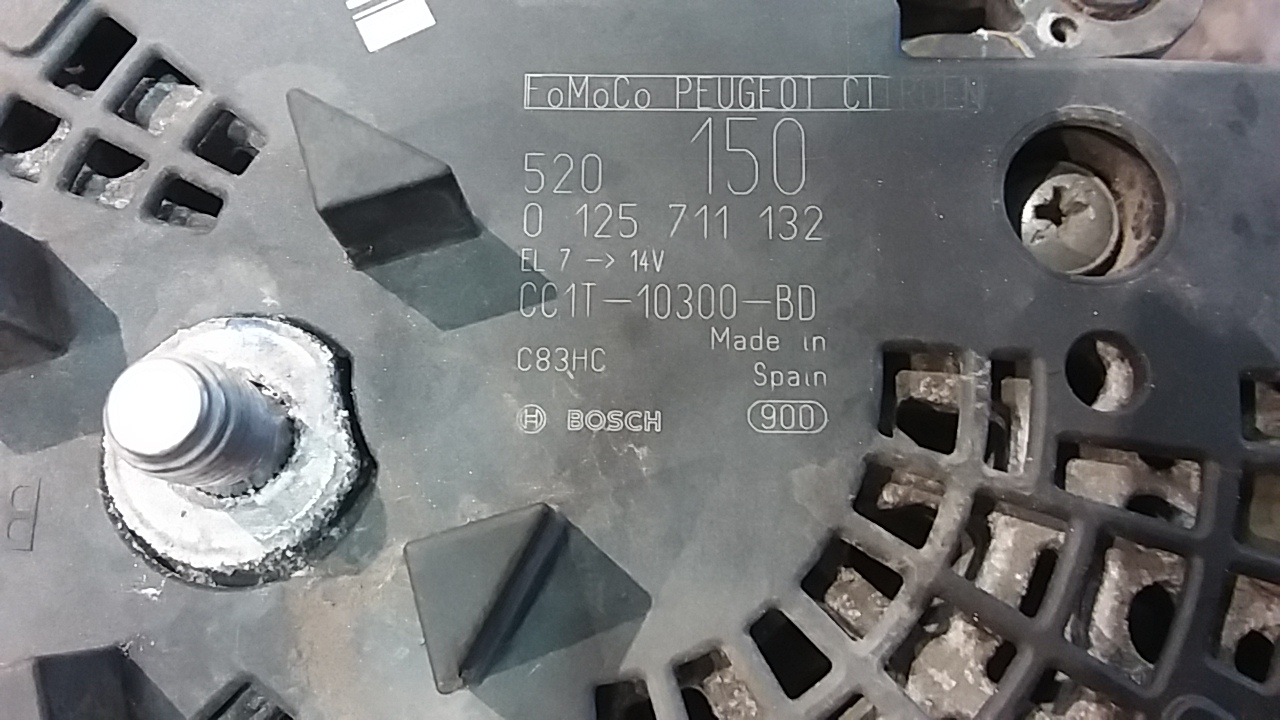 FoMoCo PEUGEOT CITROEN
520 150
0 125 711 132
EL 7 -> 14V
CC1T-10300-BD
Made in
C83HC
Spain
H BOSCH 900
B